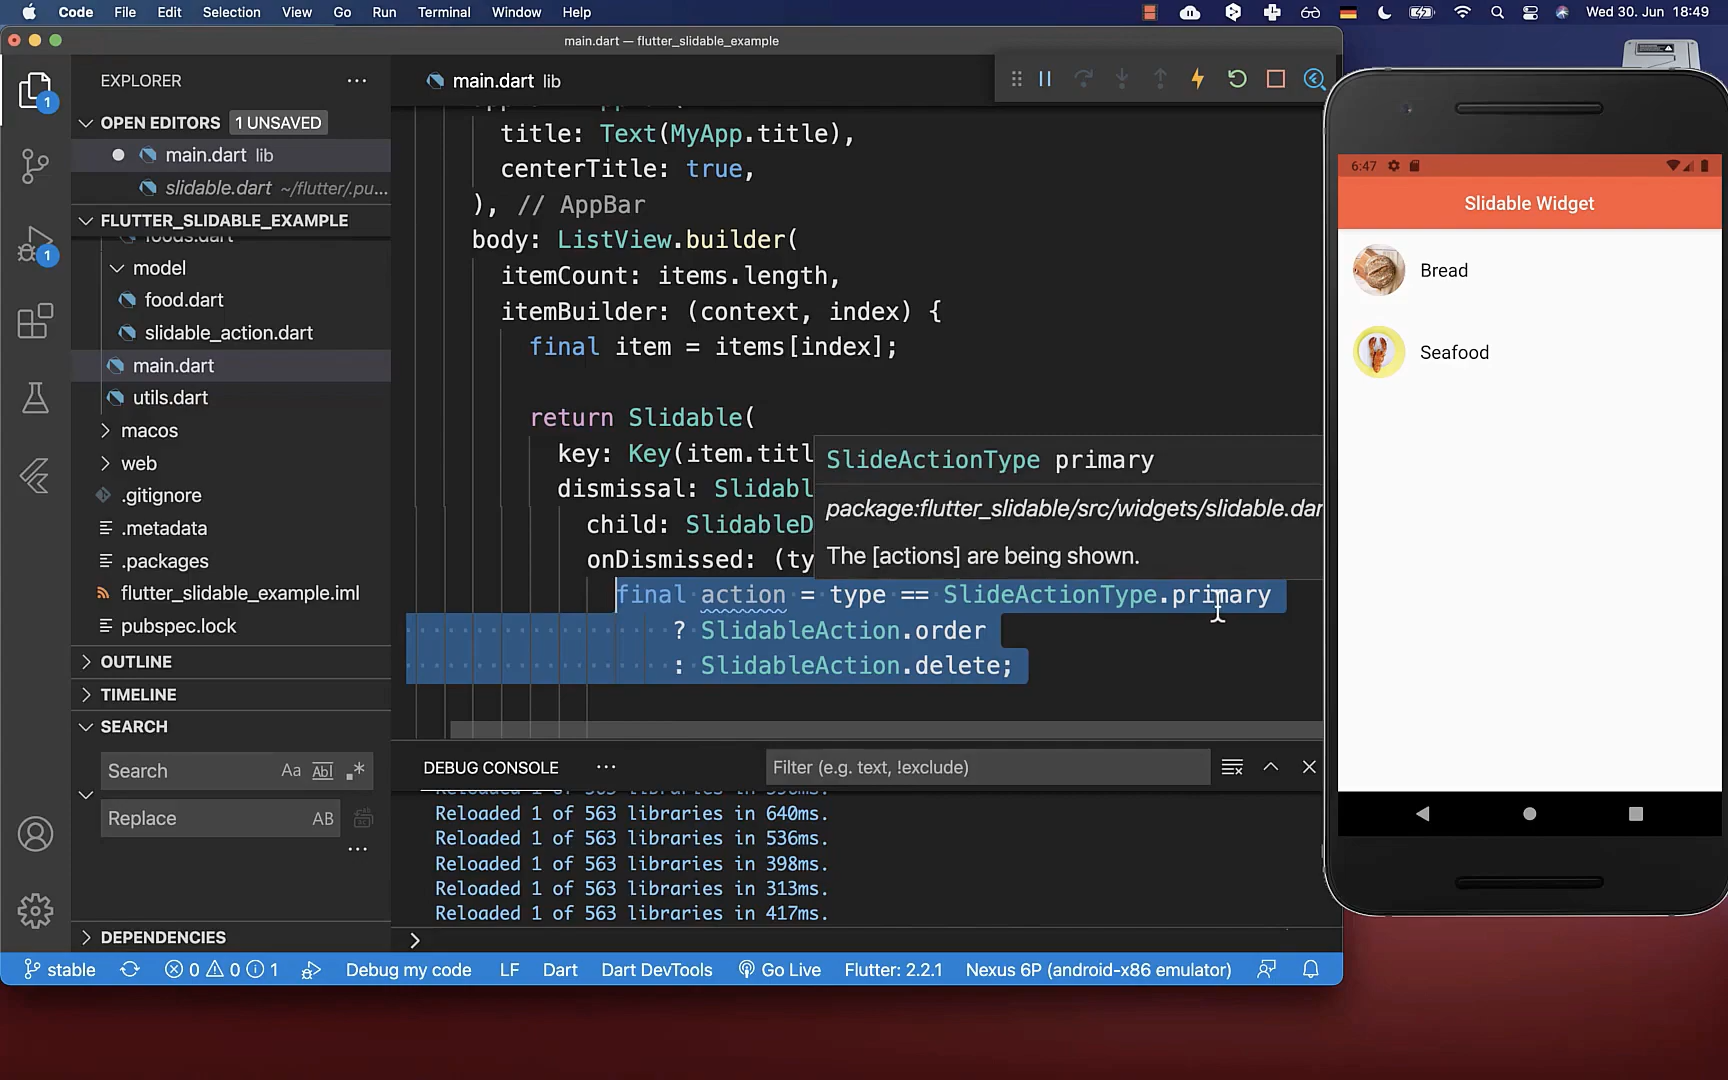 Code File Edit Selection View Go Run Terminal Window Help
Wed 30. Jun 18:49
main.dart — flutter_slidable_example
EXPLORER
1
OPEN EDITORS 1 UNSAVED
main.dart lib
slidable.dart ~/flutter/.pu...
FLUTTER_SLIDABLE_EXAMPLE
foods.dart
1
model
food.dart
slidable_action.dart
main.dart
utils.dart
macos
web
.gitignore
.metadata
.packages
flutter_slidable_example.iml
pubspec.lock
OUTLINE
TIMELINE
SEARCH
Search Aa Abl .*
Replace AB
DEPENDENCIES
main.dart lib
title: Text(MyApp.title),
centerTitle: true,
), // AppBar
body: ListView.builder(
itemCount: items.length,
itemBuilder: (context, index) {
final item = items[index];
return Slidable(
key: Key(item.titl
dismissal: Slidabl
child: SlidableD
onDismissed: (ty
SlideActionType primary
package:flutter_slidable/src/widgets/slidable.dar
The [actions] are being shown.
final action = type == SlideActionType.primary
? SlidableAction.order
: SlidableAction.delete;
DEBUG CONSOLE
Filter (e.g. text, !exclude)
Reloaded 1 of 563 libraries in 640ms.
Reloaded 1 of 563 libraries in 536ms.
Reloaded 1 of 563 libraries in 398ms.
Reloaded 1 of 563 libraries in 313ms.
Reloaded 1 of 563 libraries in 417ms.
stable 0 0 1 Debug my code LF Dart Dart DevTools Go Live Flutter: 2.2.1 Nexus 6P (android-x86 emulator)
6:47
Slidable Widget
Bread
Seafood